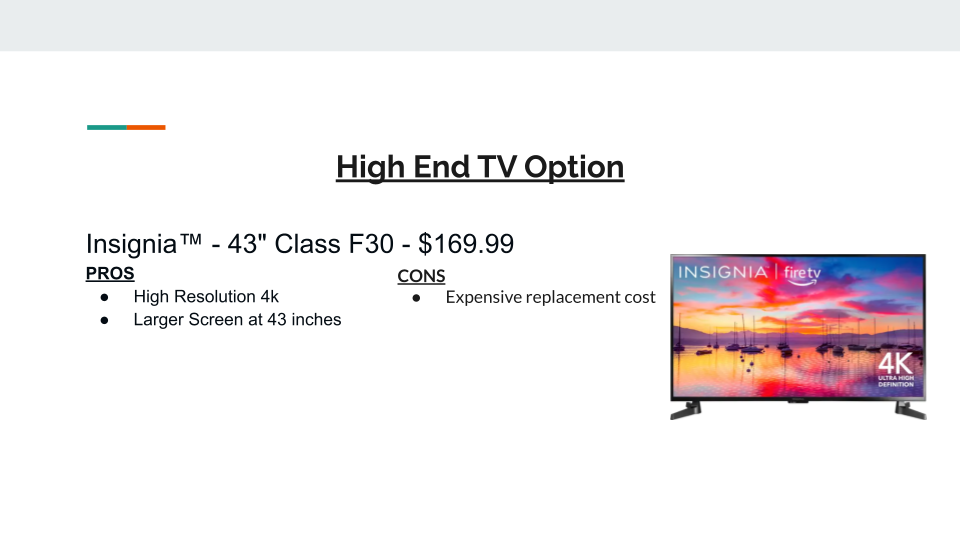 High End TV Option
Insignia™ - 43" Class F30 - $169.99
PROS
● High Resolution 4k
● Larger Screen at 43 inches
CONS
● Expensive replacement cost
INSIGNIA™ | fire tv
4K
ULTRA HIGH
DEFINITION